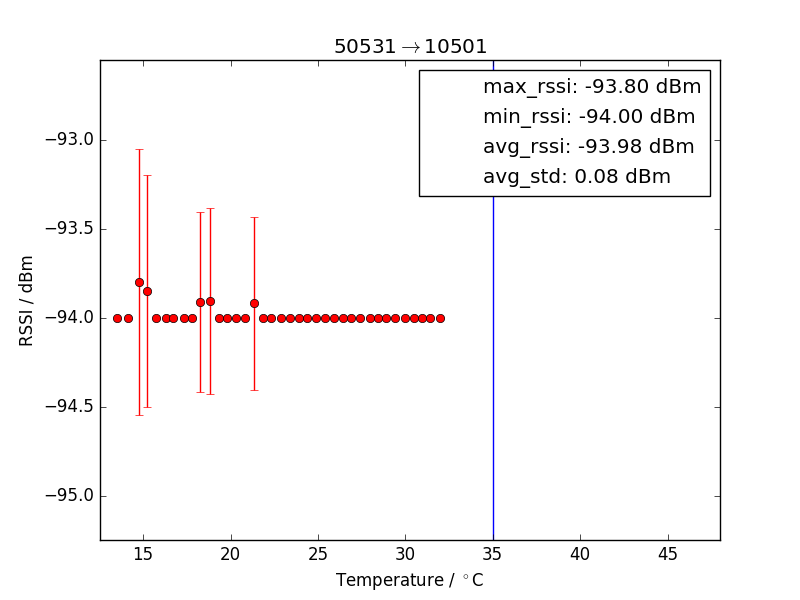 50531→10501
max_rssi: -93.80 dBm
min_rssi: -94.00 dBm
avg_rssi: -93.98 dBm
avg_std: 0.08 dBm
RSSI / dBm
−93.0
−93.5
−94.0
−94.5
−95.0
15 20 25 30 35 40 45
Temperature / °C